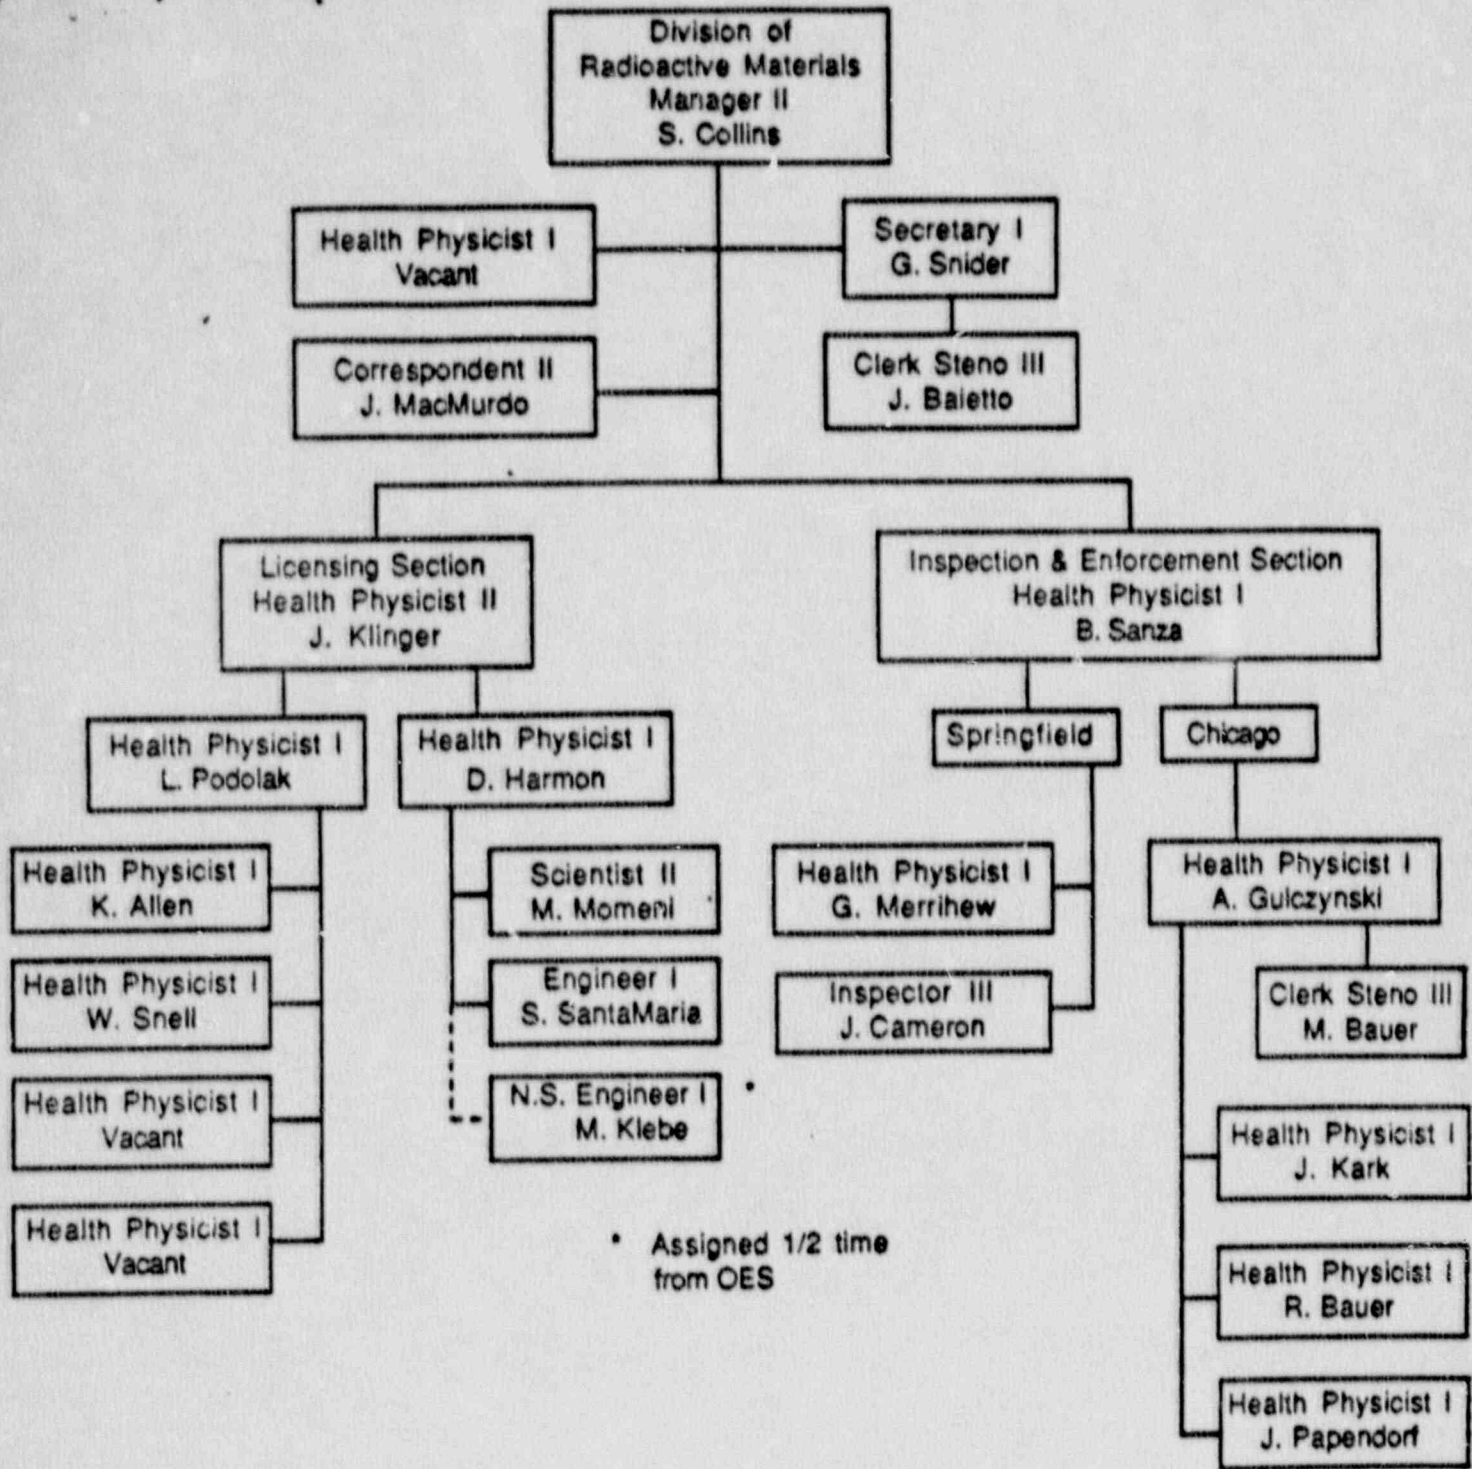 Division of
Radioactive Materials
Manager II
S. Collins
Health Physicist I
Vacant
Secretary I
G. Snider
Correspondent II
J. MacMurdo
Clerk Steno III
J. Baietto
Licensing Section
Health Physicist II
J. Klinger
Inspection & Enforcement Section
Health Physicist I
B. Sanza
Health Physicist I
L. Podolak
Health Physicist I
D. Harmon
Springfield
Chicago
Health Physicist I
K. Allen
Health Physicist I
W. Snell
Health Physicist I
Vacant
Health Physicist I
Vacant
Scientist II
M. Momeni
Engineer I
S. SantaMaria
N.S. Engineer I *
M. Klebe
Health Physicist I
G. Merrihew
Inspector III
J. Cameron
Health Physicist I
A. Gulczynski
Clerk Steno III
M. Bauer
Health Physicist I
J. Kark
Health Physicist I
R. Bauer
Health Physicist I
J. Papendorf
* Assigned 1/2 time
from OES